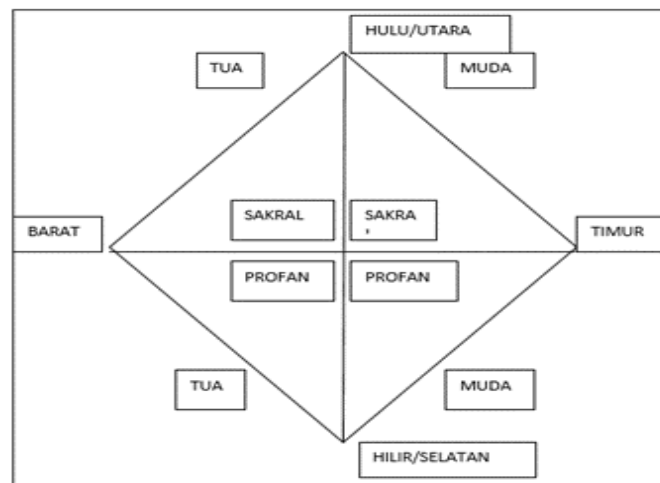 HULU/UTARA
TUA
MUDA
SAKRAL
SAKRA
BARAT
TIMUR
PROFAN
PROFAN
TUA
MUDA
HILIR/SELATAN